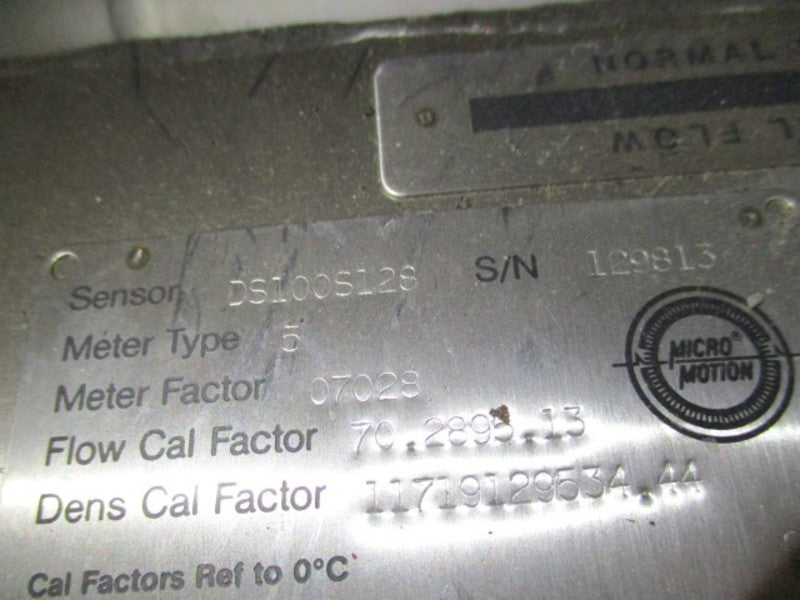 NORMAL
L FLOW
Sensor DS100S128 S/N 129813
Meter Type 5
Meter Factor 07028
Flow Cal Factor 70.2895.13
Dens Cal Factor 11719129534.44
MICRO
MOTION
Cal Factors Ref to 0°C